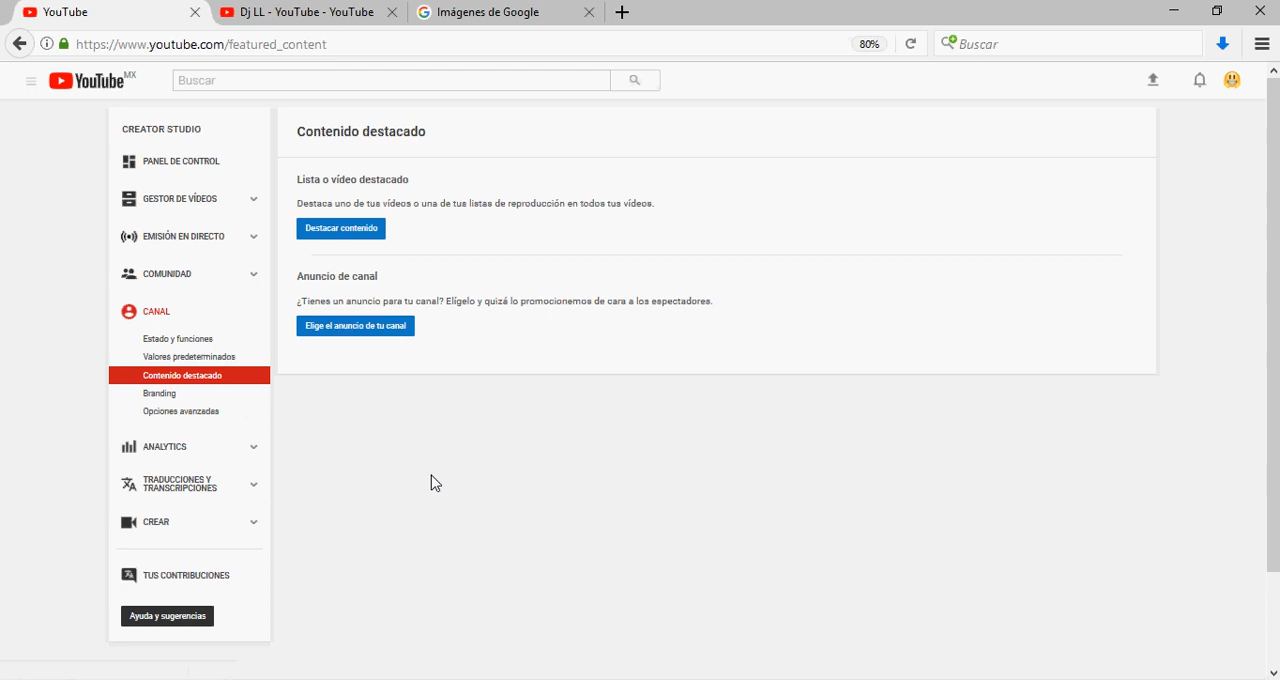 YouTube
Dj LL - YouTube - YouTube
Imágenes de Google
https://www.youtube.com/featured_content
80%
Buscar
YouTube MX
Buscar
CREATOR STUDIO
PANEL DE CONTROL
GESTOR DE VÍDEOS
EMISIÓN EN DIRECTO
COMUNIDAD
CANAL
Estado y funciones
Valores predeterminados
Contenido destacado
Branding
Opciones avanzadas
ANALYTICS
TRADUCCIONES Y
TRANSCRIPCIONES
CREAR
TUS CONTRIBUCIONES
Ayuda y sugerencias
Contenido destacado
Lista o vídeo destacado
Destaca uno de tus vídeos o una de tus listas de reproducción en todos tus vídeos.
Destacar contenido
Anuncio de canal
¿Tienes un anuncio para tu canal? Elígelo y quizá lo promocionemos de cara a los espectadores.
Elige el anuncio de tu canal